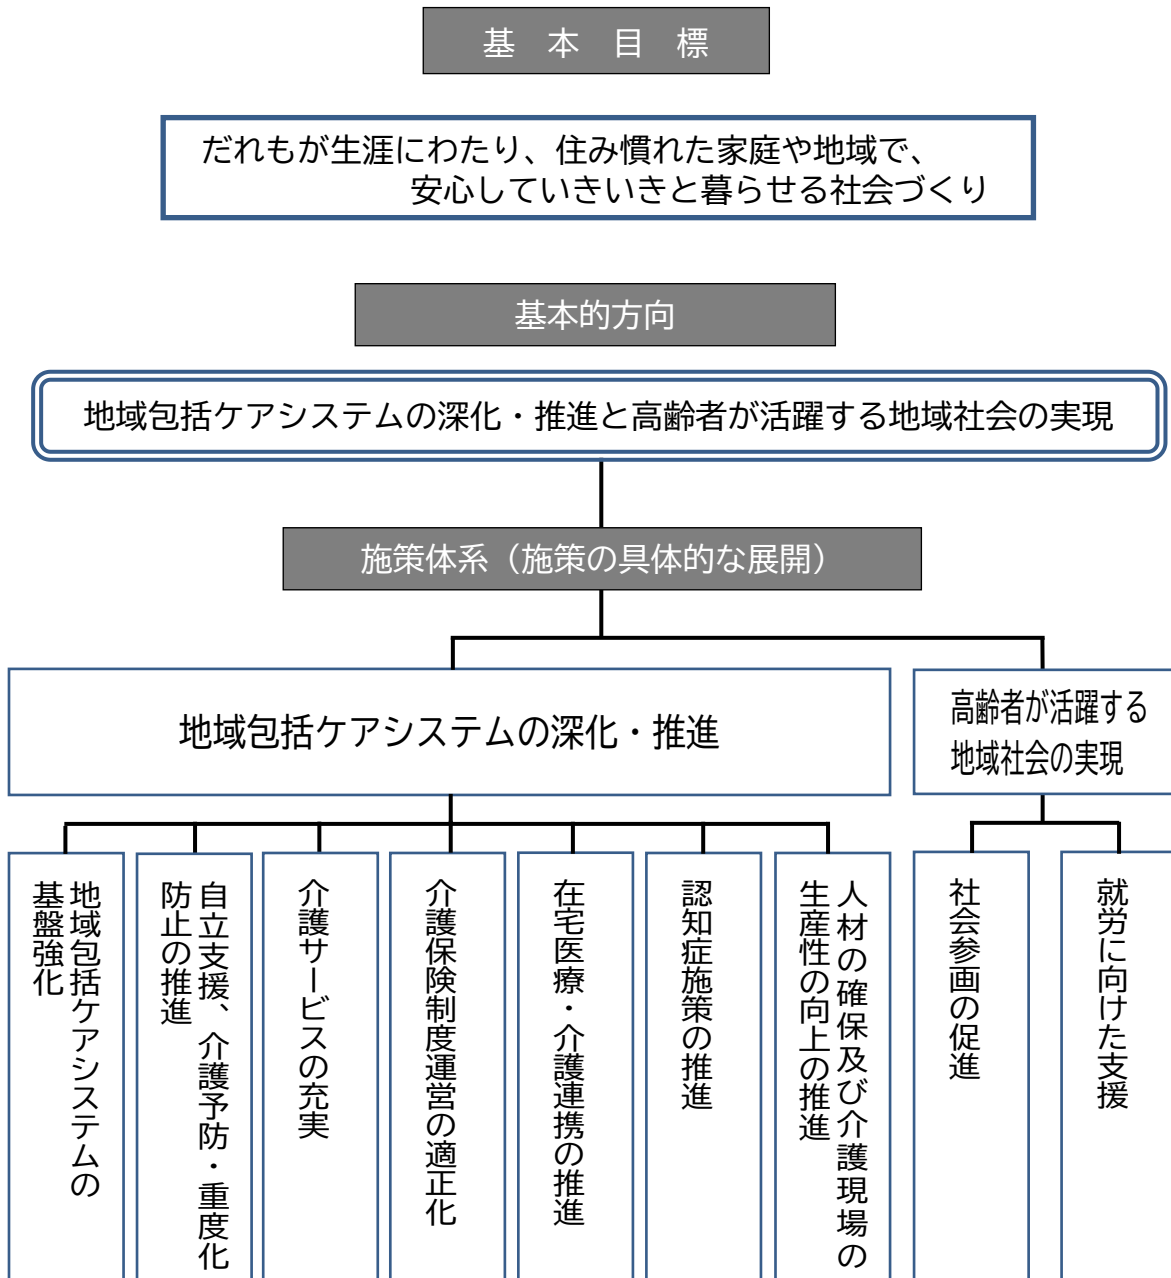 基　本　目　標
だれもが生涯にわたり、住み慣れた家庭や地域で、
安心していきいきと暮らせる社会づくり
基本的方向
地域包括ケアシステムの深化・推進と高齢者が活躍する地域社会の実現
施策体系（施策の具体的な展開）
地域包括ケアシステムの深化・推進
高齢者が活躍する
地域社会の実現
地域包括ケアシステムの
基盤強化
自立支援、介護予防・重度化
防止の推進
介護サービスの充実
介護保険制度運営の適正化
在宅医療・介護連携の推進
認知症施策の推進
人材の確保及び介護現場の
生産性の向上の推進
社会参画の促進
就労に向けた支援